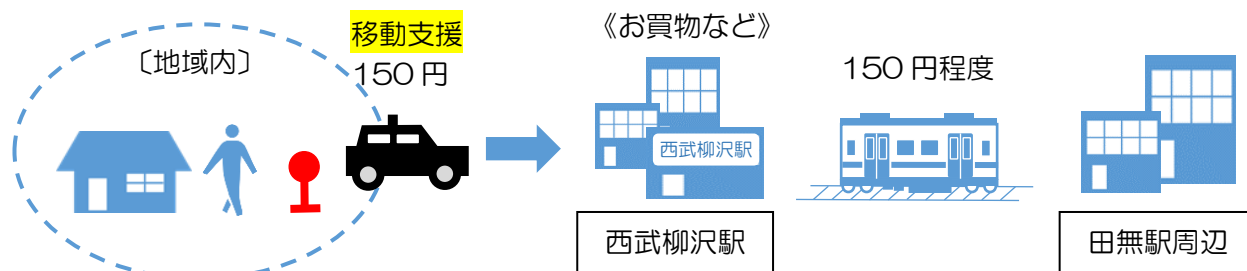 〔地域内〕
移動支援
150円
《お買物など》
西武柳沢駅
西武柳沢駅
150円程度
田無駅周辺